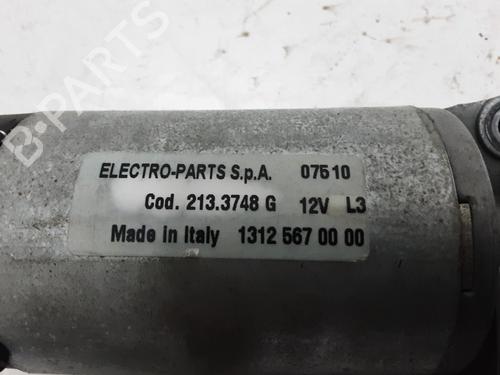 B-PARTS
ELECTRO-PARTS S.p.A. 07510
Cod. 213.3748 G 12V L3
Made in Italy 1312 567 00 00